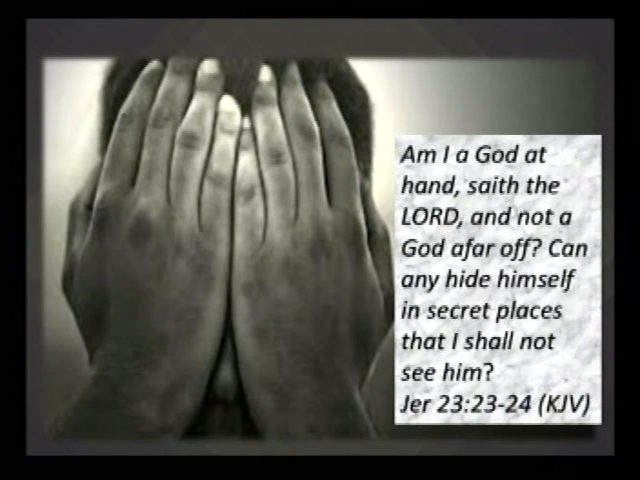 Am I a God at
hand, saith the
LORD, and not a
God afar off? Can
any hide himself
in secret places
that I shall not
see him?
Jer 23:23-24 (KJV)